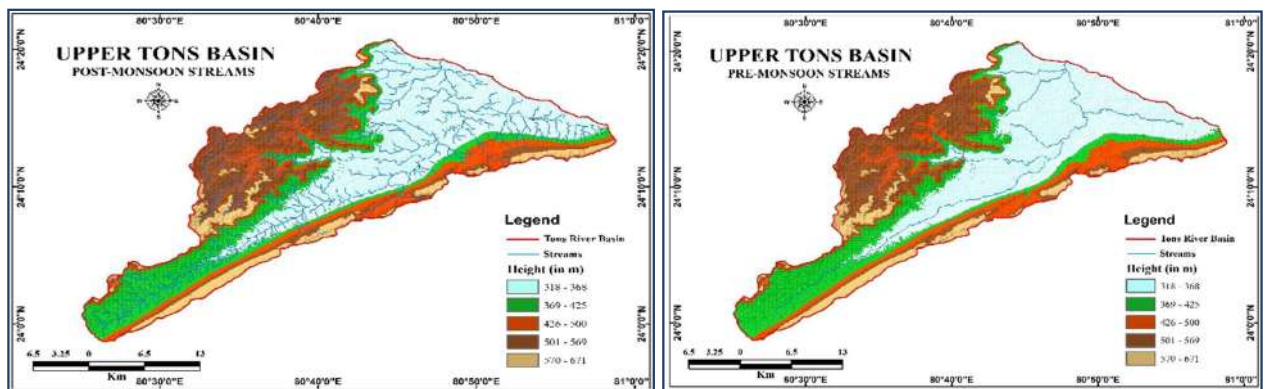 80°30'0"E 80°40'0"E 80°50'0"E 81°0'0"E
UPPER TONS BASIN
POST-MONSOON STREAMS
N
S
24°20'0"N
24°10'0"N
24°0'0"N
Legend
Tons River Basin
Streams
Height (in m)
318 - 368
369 - 425
426 - 500
501 - 569
570 - 671
6.5 3.25 0 6.5 13
Km
80°30'0"E 80°40'0"E 80°50'0"E 81°0'0"E
80°30'0"E 80°40'0"E 80°50'0"E 81°0'0"E
UPPER TONS BASIN
PRE-MONSOON STREAMS
N
S
24°20'0"N
24°10'0"N
24°0'0"N
Legend
Tons River Basin
Streams
Height (in m)
318 - 368
369 - 425
426 - 500
501 - 569
570 - 671
6.5 3.25 0 6.5 13
Km
80°30'0"E 80°40'0"E 80°50'0"E 81°0'0"E